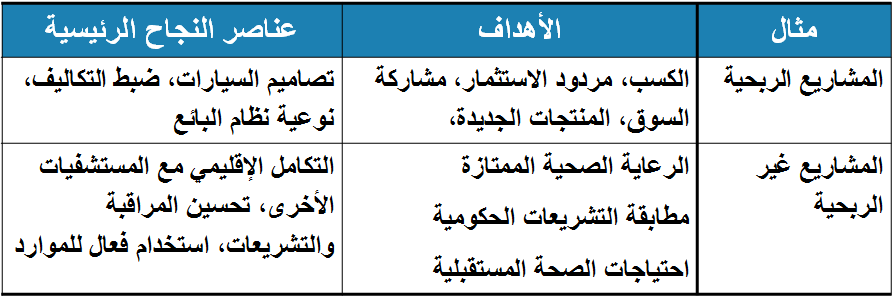 مثال
الأهداف
عناصر النجاح الرئيسية
المشاريع الربحية
الكسب، مردود الاستثمار، مشاركة
السوق، المنتجات الجديدة،
تصاميم السيارات، ضبط التكاليف،
نوعية نظام البائع
المشاريع غير
الربحية
الرعاية الصحية الممتازة
مطابقة التشريعات الحكومية
احتياجات الصحة المستقبلية
التكامل الإقليمي مع المستشفيات
الأخرى، تحسين المراقبة
والتشريعات، استخدام فعال للموارد